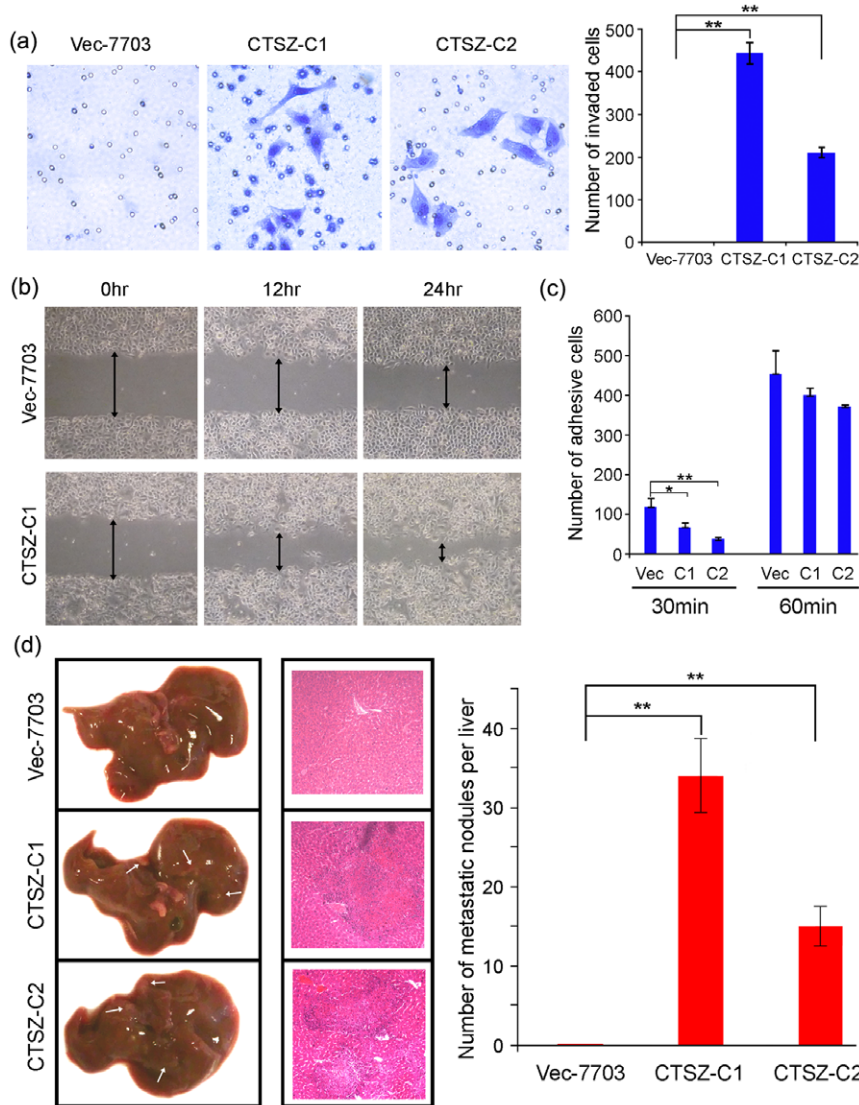 (a)
Vec-7703 CTSZ-C1 CTSZ-C2
Number of invaded cells
500
400
300
200
100
0
** **
Vec-7703 CTSZ-C1 CTSZ-C2
(b)
0hr 12hr 24hr
Vec-7703
CTSZ-C1
(c)
Number of adhesive cells
600
500
400
300
200
100
0
**
*
Vec C1 C2 Vec C1 C2
30min 60min
(d)
Vec-7703
CTSZ-C1
CTSZ-C2
Number of metastatic nodules per liver
40
30
20
10
0
**
**
Vec-7703 CTSZ-C1 CTSZ-C2